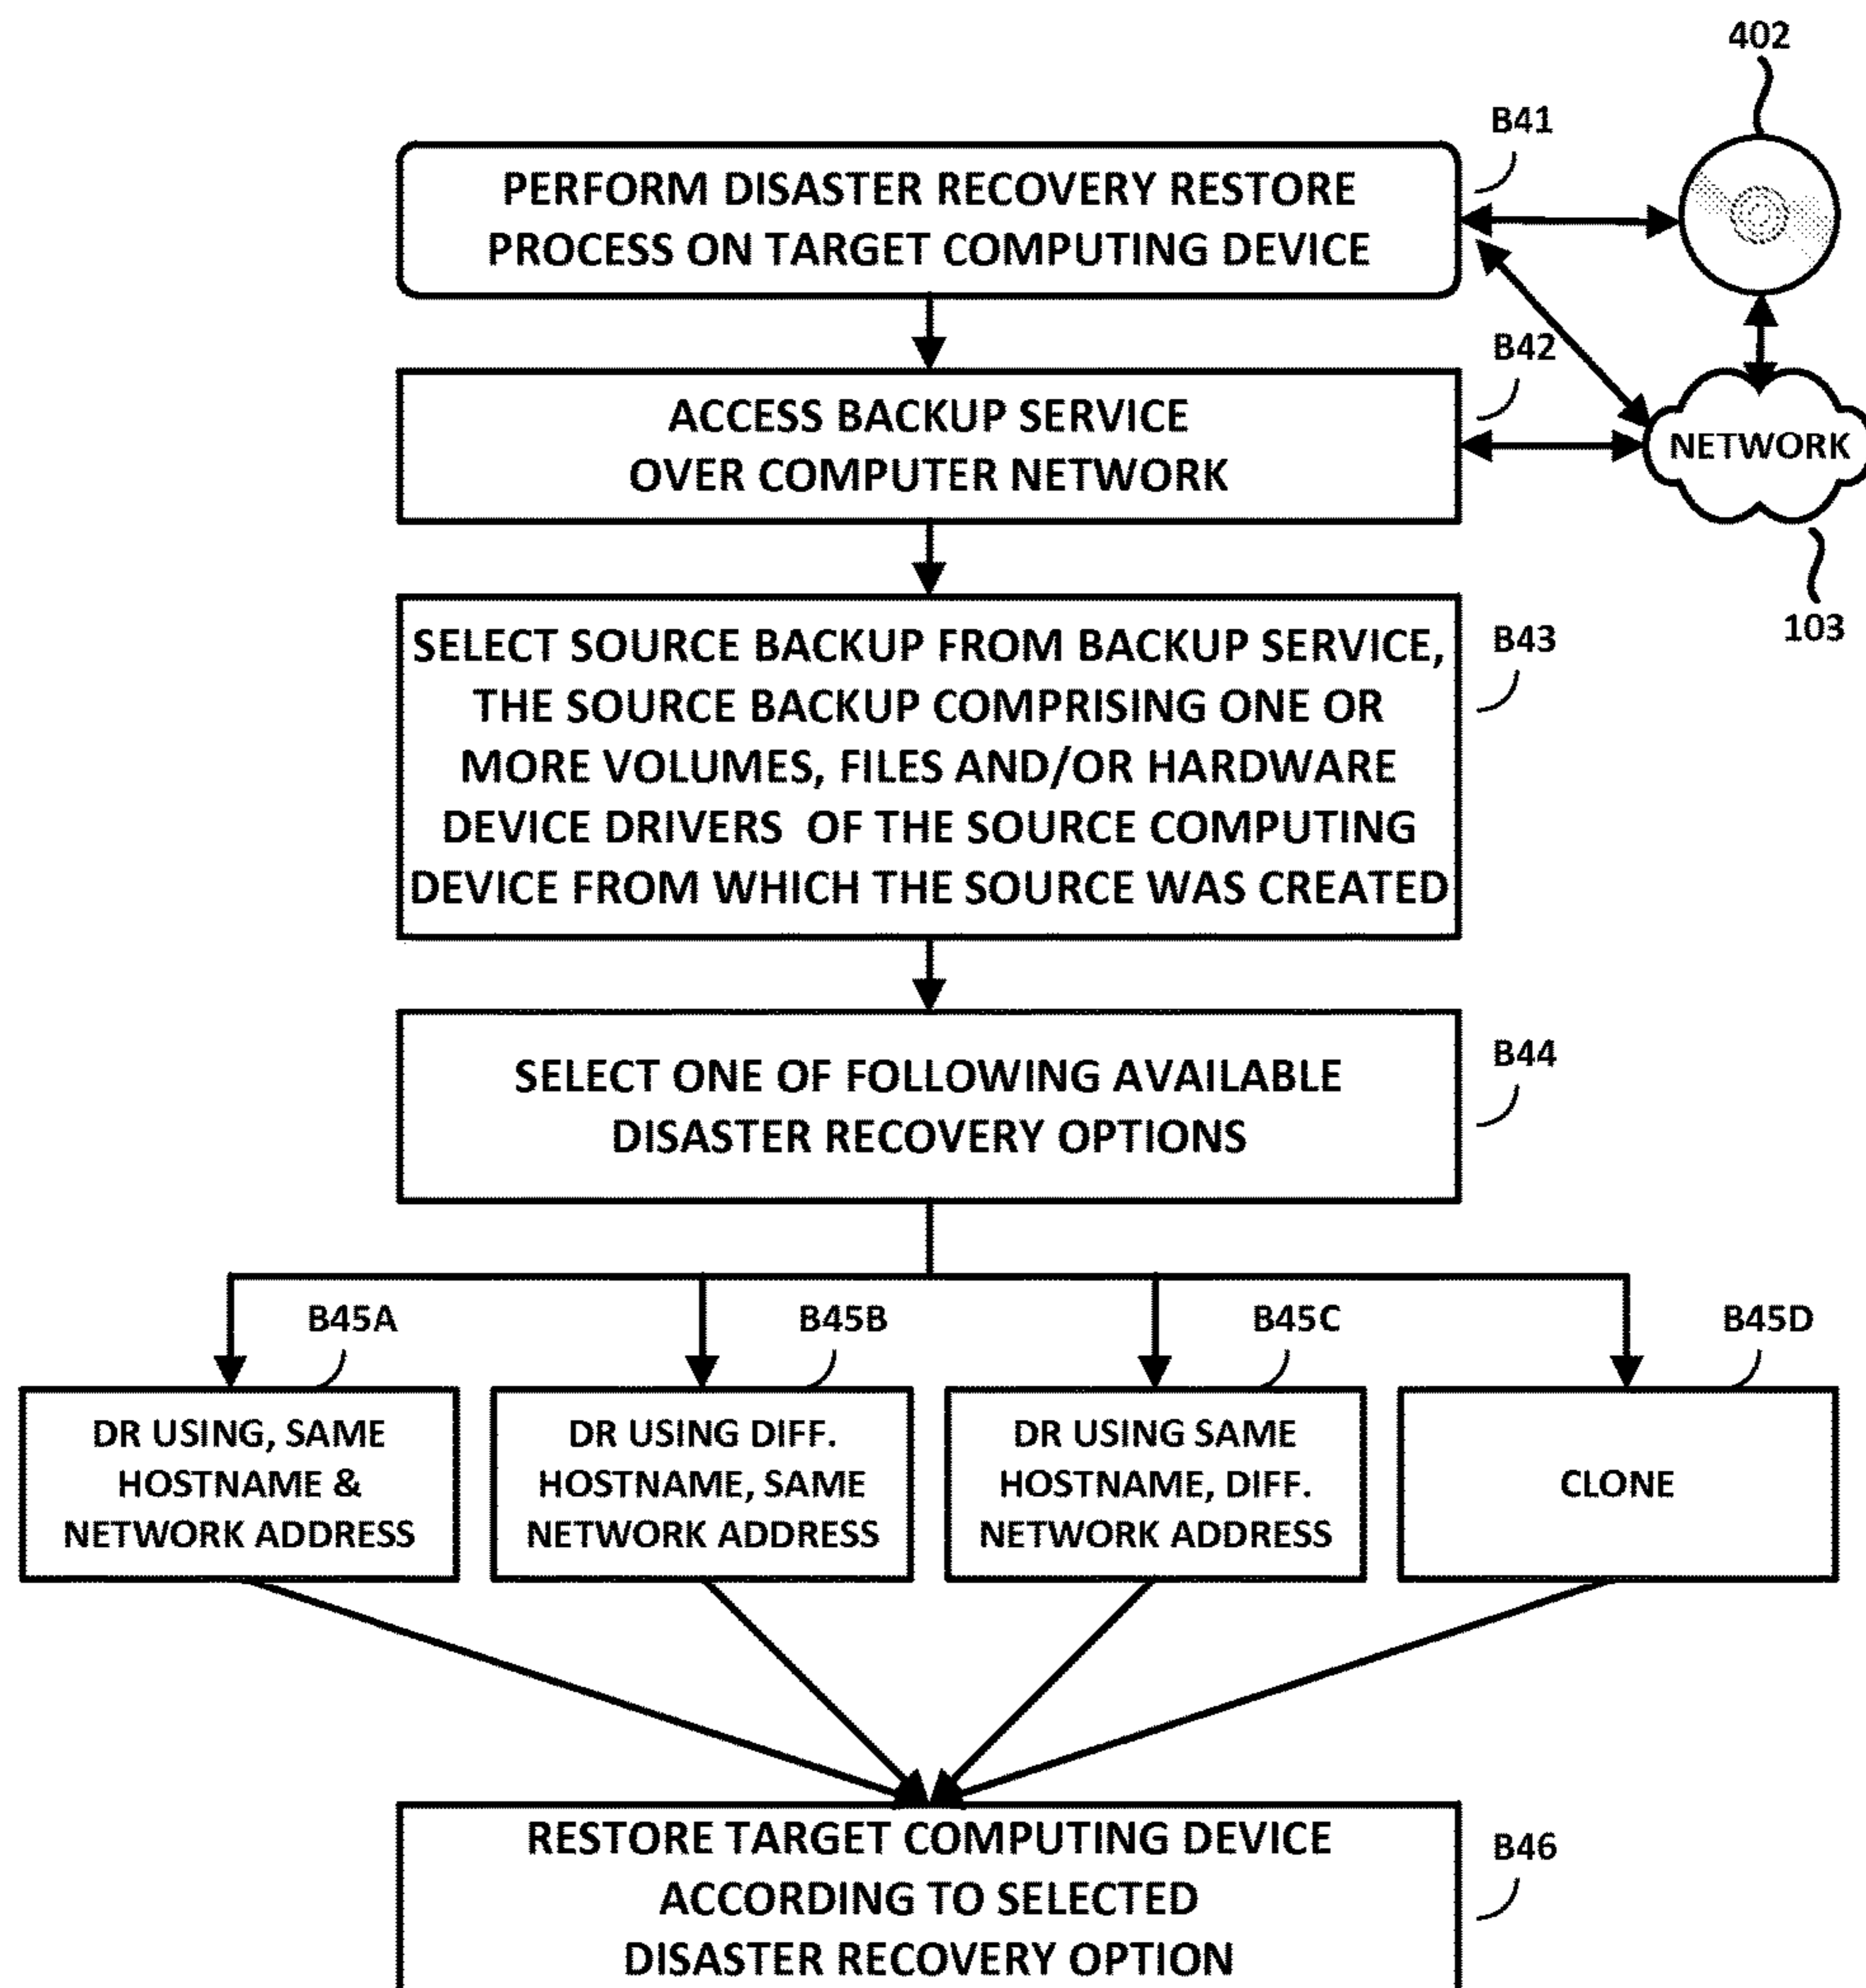 402
B41
PERFORM DISASTER RECOVERY RESTORE
PROCESS ON TARGET COMPUTING DEVICE
B42
ACCESS BACKUP SERVICE
OVER COMPUTER NETWORK
NETWORK
103
B43
SELECT SOURCE BACKUP FROM BACKUP SERVICE,
THE SOURCE BACKUP COMPRISING ONE OR
MORE VOLUMES, FILES AND/OR HARDWARE
DEVICE DRIVERS OF THE SOURCE COMPUTING
DEVICE FROM WHICH THE SOURCE WAS CREATED
B44
SELECT ONE OF FOLLOWING AVAILABLE
DISASTER RECOVERY OPTIONS
B45A
DR USING, SAME
HOSTNAME &
NETWORK ADDRESS
B45B
DR USING DIFF.
HOSTNAME, SAME
NETWORK ADDRESS
B45C
DR USING SAME
HOSTNAME, DIFF.
NETWORK ADDRESS
B45D
CLONE
B46
RESTORE TARGET COMPUTING DEVICE
ACCORDING TO SELECTED
DISASTER RECOVERY OPTION